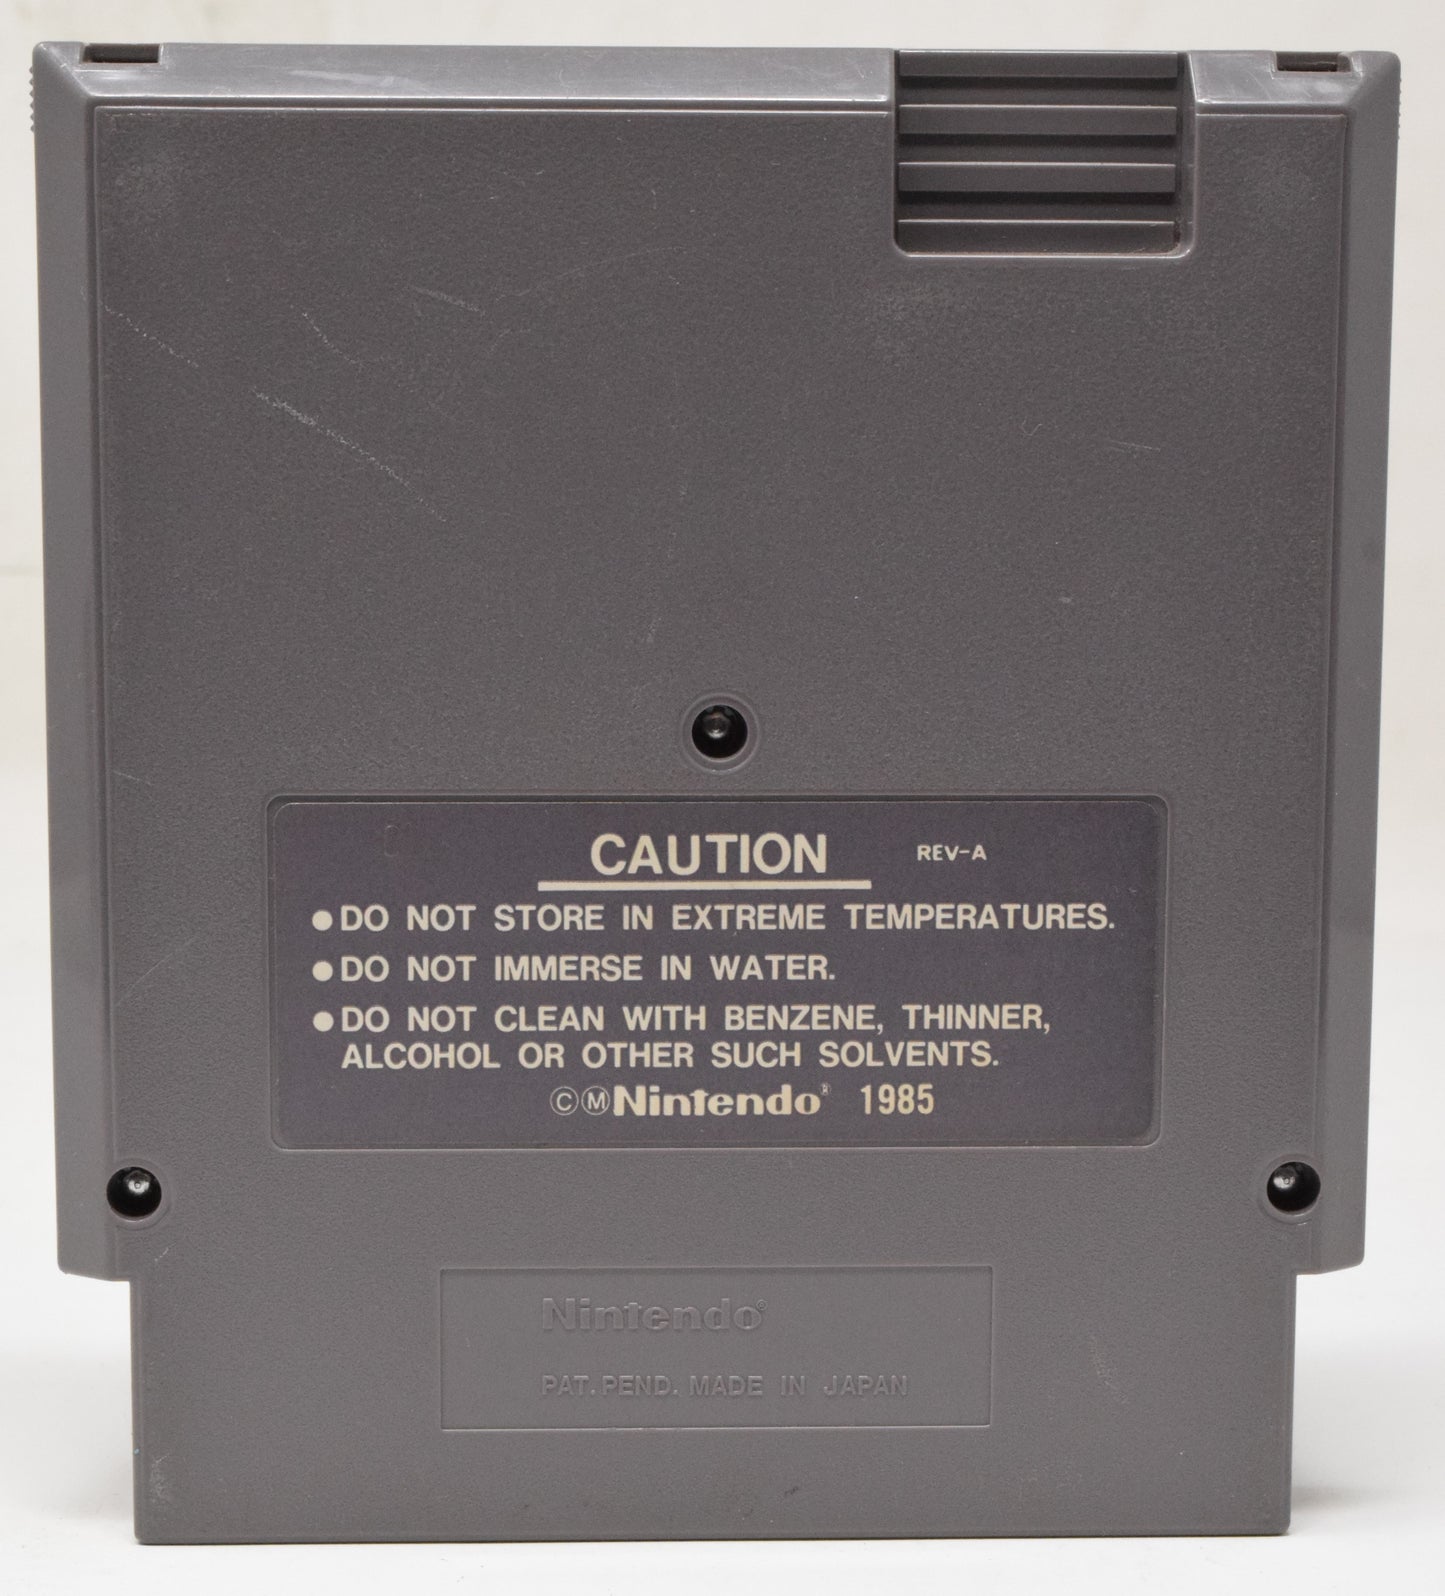 CAUTION REV-A
●DO NOT STORE IN EXTREME TEMPERATURES.
●DO NOT IMMERSE IN WATER.
●DO NOT CLEAN WITH BENZENE, THINNER,
ALCOHOL OR OTHER SUCH SOLVENTS.
ⒸⓂNintendo® 1985
Nintendo®
PAT. PEND. MADE IN JAPAN